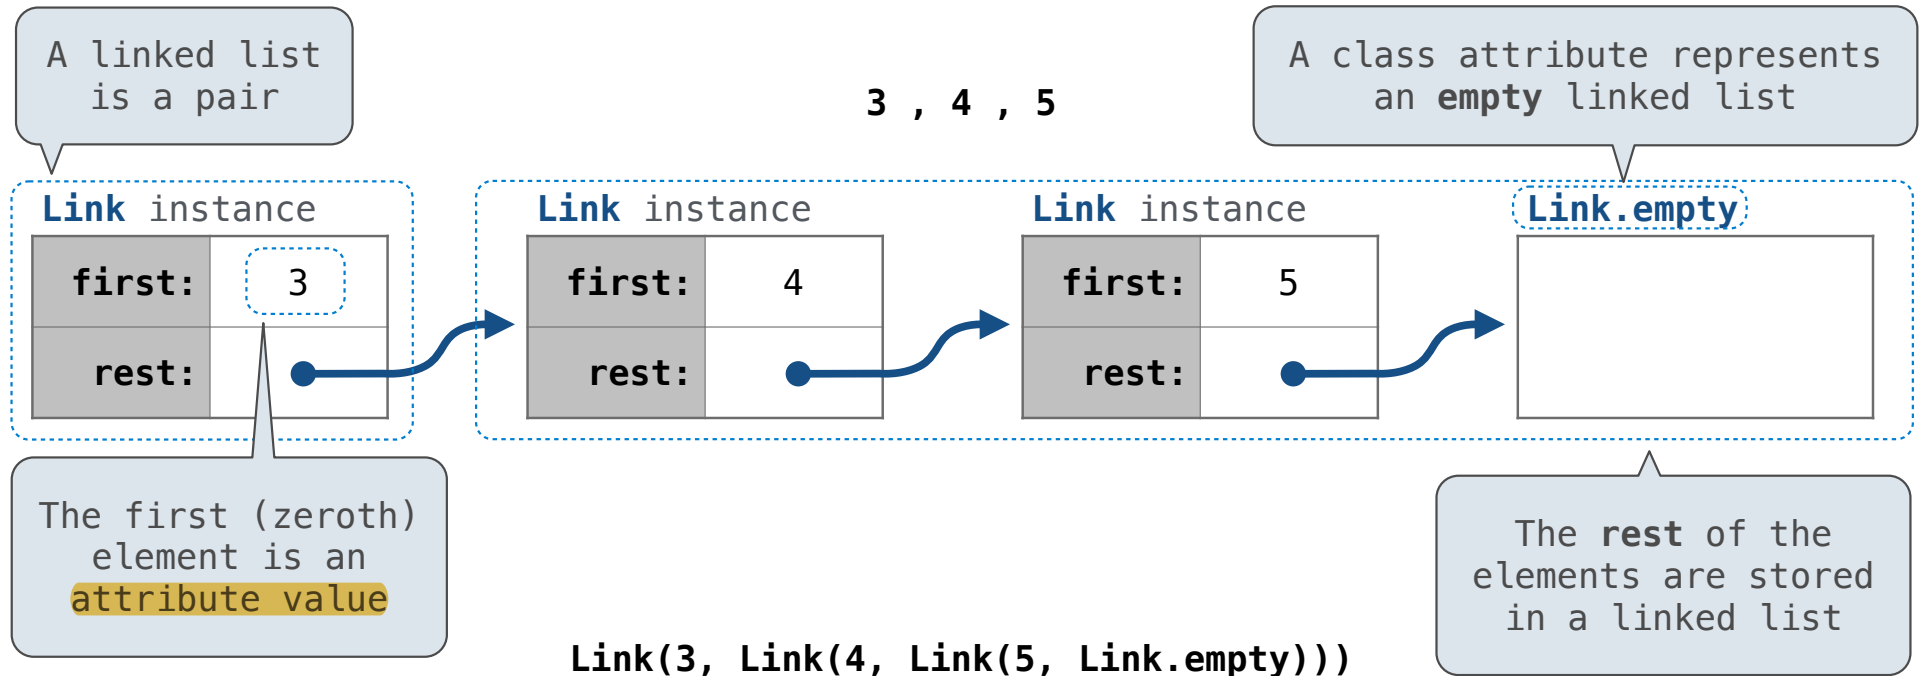 A linked list
is a pair
3 , 4 , 5
A class attribute represents
an empty linked list
Link instance
first: 3
rest:
Link instance
first: 4
rest:
Link instance
first: 5
rest:
Link.empty
The first (zeroth)
element is an
attribute value
The rest of the
elements are stored
in a linked list
Link(3, Link(4, Link(5, Link.empty)))